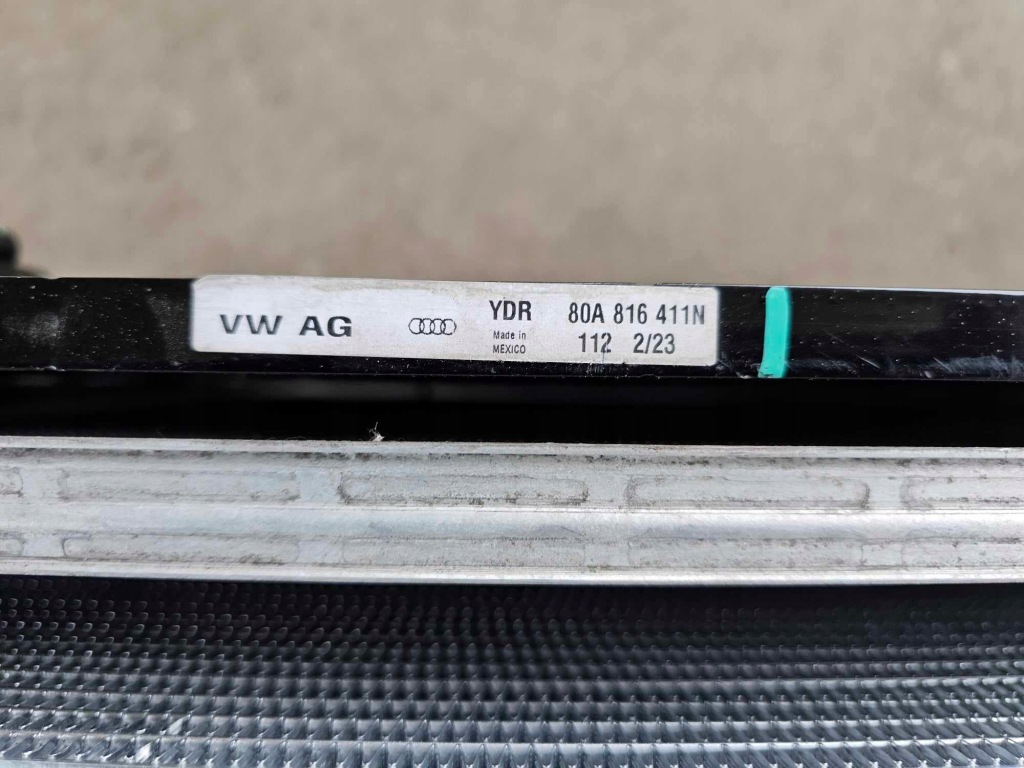 VW AG YDR 80A 816 411N
Made in
MEXICO 112 2/23